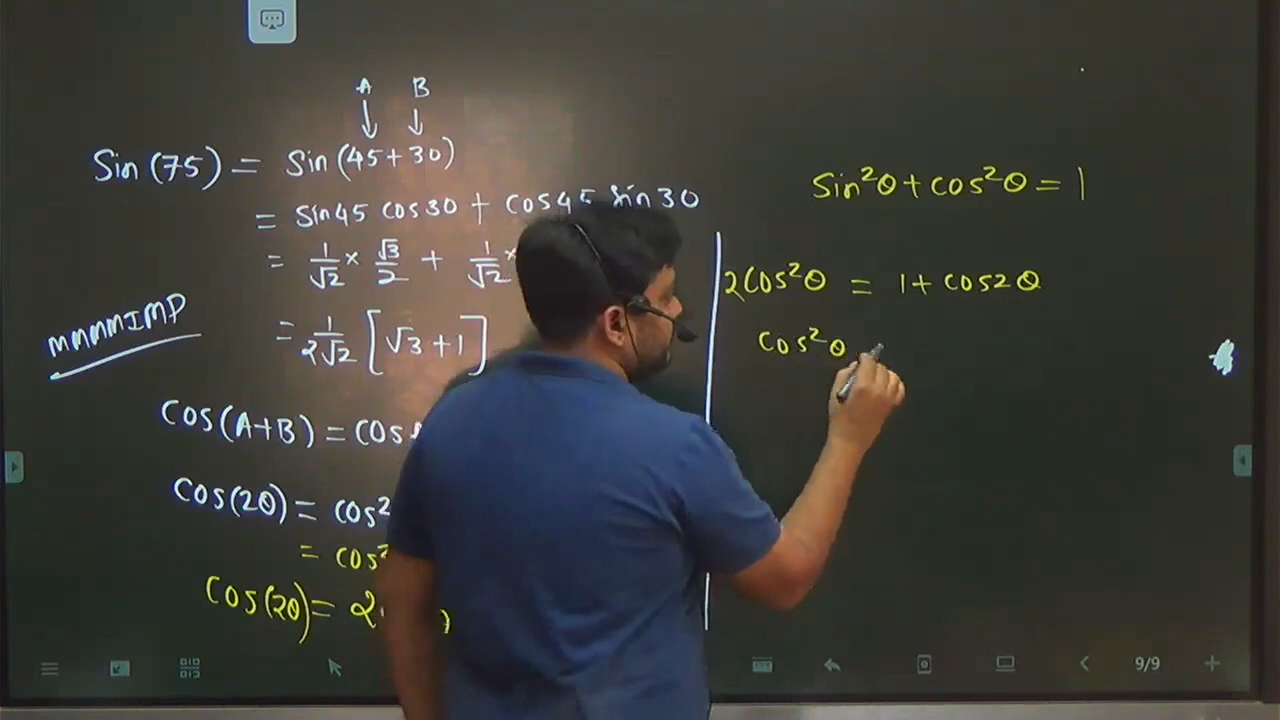 A B
Sin(75) = Sin(45+30)
= Sin45 cos30 + cos45 sin30
= 1/√2 × √3/2 + 1/√2 ×
= 1/2√2 [√3+1]
MMMMIMP
Cos(A+B) = Cos
Cos(2θ) = cos²
= cos²
Cos(2θ) = 2
Sin²θ + cos²θ = 1
2Cos²θ = 1 + cos2θ
Cos²θ
9/9